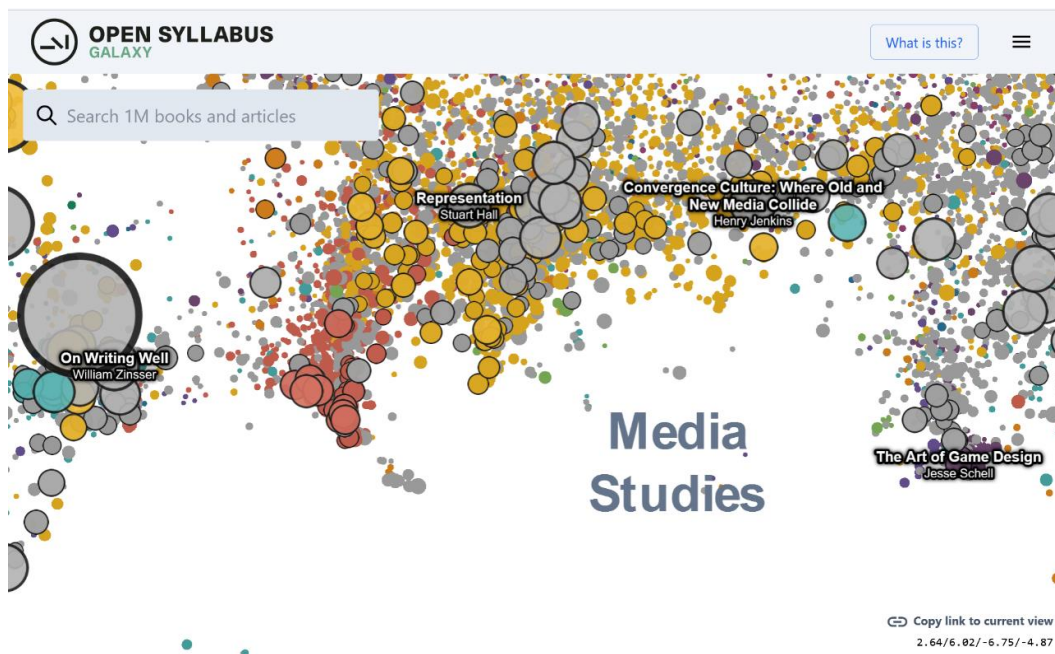 OPEN SYLLABUS
GALAXY
What is this?
Search 1M books and articles
Representation
Stuart Hall
Convergence Culture: Where Old and
New Media Collide
Henry Jenkins
On Writing Well
William Zinsser
Media
Studies
The Art of Game Design
Jesse Schell
Copy link to current view
2.64/6.02/-6.75/-4.87